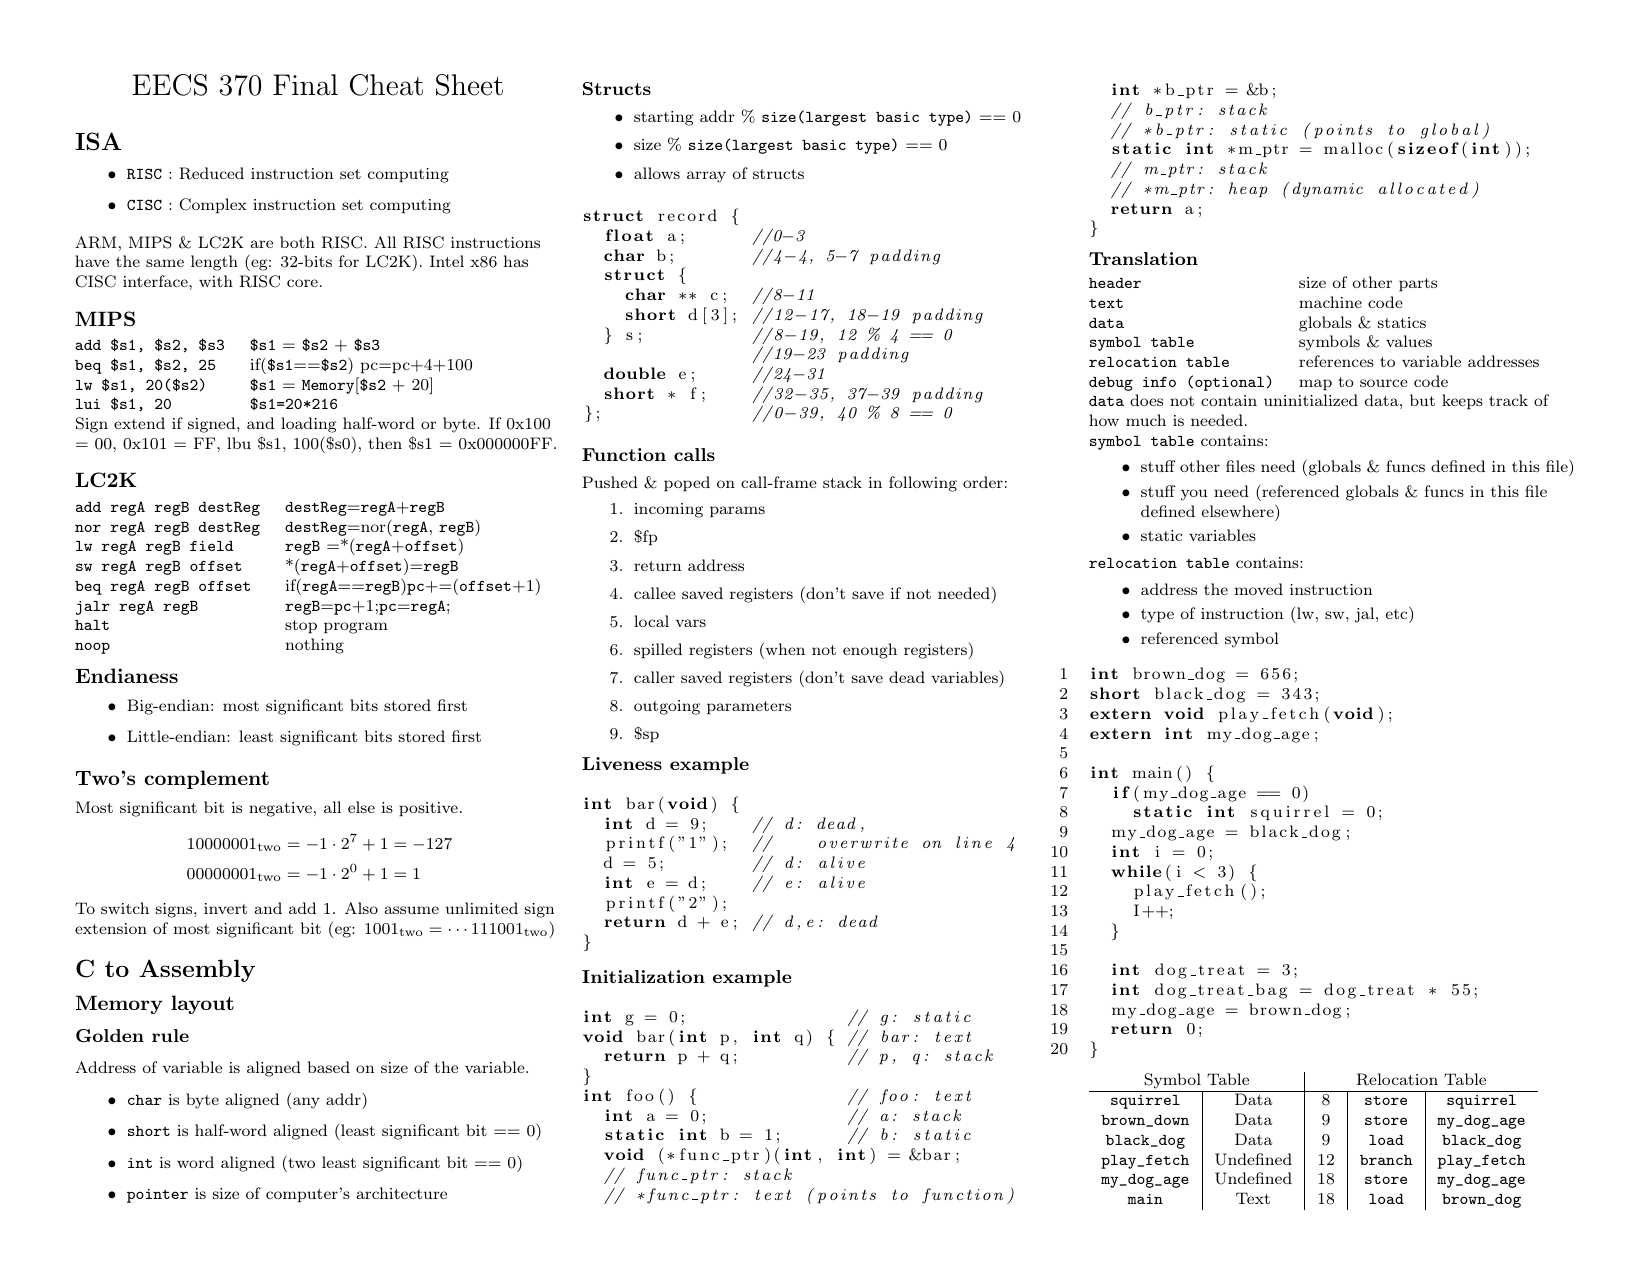 EECS 370 Final Cheat Sheet
ISA
• RISC : Reduced instruction set computing
• CISC : Complex instruction set computing
ARM, MIPS & LC2K are both RISC. All RISC instructions
have the same length (eg: 32-bits for LC2K). Intel x86 has
CISC interface, with RISC core.
MIPS
add $s1, $s2, $s3 $s1 = $s2 + $s3
beq $s1, $s2, 25 if($s1==$s2) pc=pc+4+100
lw $s1, 20($s2) $s1 = Memory[$s2 + 20]
lui $s1, 20 $s1=20*216
Sign extend if signed, and loading half-word or byte. If 0x100
= 00, 0x101 = FF, lbu $s1, 100($s0), then $s1 = 0x000000FF.
LC2K
add regA regB destReg destReg=regA+regB
nor regA regB destReg destReg=nor(regA, regB)
lw regA regB field regB =*(regA+offset)
sw regA regB offset *(regA+offset)=regB
beq regA regB offset if(regA==regB)pc+=(offset+1)
jalr regA regB regB=pc+1;pc=regA;
halt stop program
noop nothing
Endianess
• Big-endian: most significant bits stored first
• Little-endian: least significant bits stored first
Two's complement
Most significant bit is negative, all else is positive.
10000001two = −1 · 2^7 + 1 = −127
00000001two = −1 · 2^0 + 1 = 1
To switch signs, invert and add 1. Also assume unlimited sign
extension of most significant bit (eg: 1001two = · · · 111001two)
C to Assembly
Memory layout
Golden rule
Address of variable is aligned based on size of the variable.
• char is byte aligned (any addr)
• short is half-word aligned (least significant bit == 0)
• int is word aligned (two least significant bit == 0)
• pointer is size of computer's architecture
Structs
• starting addr % size(largest basic type) == 0
• size % size(largest basic type) == 0
• allows array of structs
struct record {
float a; //0−3
char b; //4−4, 5−7 padding
struct {
char ** c; //8−11
short d[3]; //12−17, 18−19 padding
} s; //8−19, 12 % 4 == 0
//19−23 padding
double e; //24−31
short * f; //32−35, 37−39 padding
}; //0−39, 40 % 8 == 0
Function calls
Pushed & poped on call-frame stack in following order:
1. incoming params
2. $fp
3. return address
4. callee saved registers (don't save if not needed)
5. local vars
6. spilled registers (when not enough registers)
7. caller saved registers (don't save dead variables)
8. outgoing parameters
9. $sp
Liveness example
int bar(void) {
int d = 9; // d: dead,
printf("1"); // overwrite on line 4
d = 5; // d: alive
int e = d; // e: alive
printf("2");
return d + e; // d,e: dead
}
Initialization example
int g = 0; // g: static
void bar(int p, int q) { // bar: text
return p + q; // p, q: stack
}
int foo() { // foo: text
int a = 0; // a: stack
static int b = 1; // b: static
void (*func_ptr)(int, int) = &bar;
// func_ptr: stack
// *func_ptr: text (points to function)
int *b_ptr = &b;
// b_ptr: stack
// *b_ptr: static (points to global)
static int *m_ptr = malloc(sizeof(int));
// m_ptr: stack
// *m_ptr: heap (dynamic allocated)
return a;
}
Translation
header size of other parts
text machine code
data globals & statics
symbol table symbols & values
relocation table references to variable addresses
debug info (optional) map to source code
data does not contain uninitialized data, but keeps track of
how much is needed.
symbol table contains:
• stuff other files need (globals & funcs defined in this file)
• stuff you need (referenced globals & funcs in this file
defined elsewhere)
• static variables
relocation table contains:
• address the moved instruction
• type of instruction (lw, sw, jal, etc)
• referenced symbol
1 int brown_dog = 656;
2 short black_dog = 343;
3 extern void play_fetch(void);
4 extern int my_dog_age;
5
6 int main() {
7 if(my_dog_age == 0)
8 static int squirrel = 0;
9 my_dog_age = black_dog;
10 int i = 0;
11 while(i < 3) {
12 play_fetch();
13 I++;
14 }
15
16 int dog_treat = 3;
17 int dog_treat_bag = dog_treat * 55;
18 my_dog_age = brown_dog;
19 return 0;
20 }
Symbol Table Relocation Table
squirrel Data 8 store squirrel
brown_down Data 9 store my_dog_age
black_dog Data 9 load black_dog
play_fetch Undefined 12 branch play_fetch
my_dog_age Undefined 18 store my_dog_age
main Text 18 load brown_dog